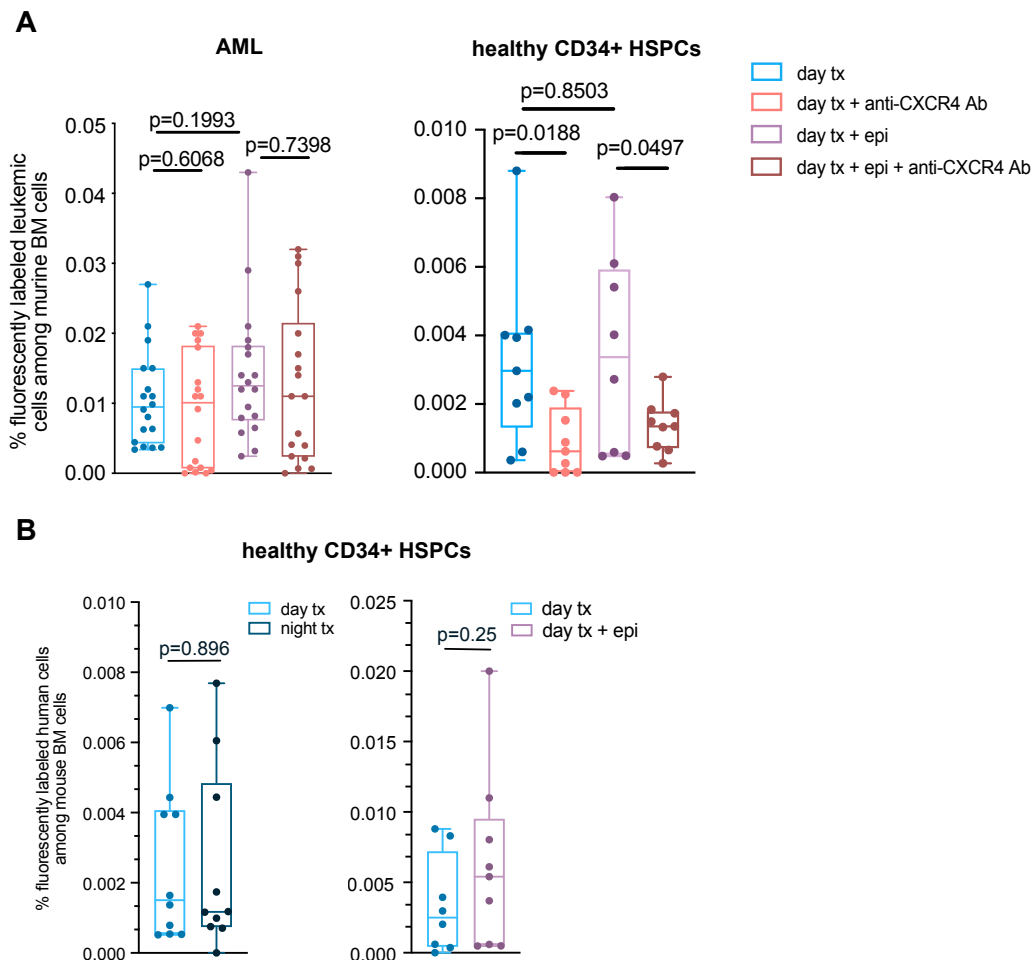 A
AML
healthy CD34+ HSPCs
day tx
day tx + anti-CXCR4 Ab
day tx + epi
day tx + epi + anti-CXCR4 Ab
% fluorescently labeled leukemic
cells among murine BM cells
0.05
0.04
0.03
0.02
0.01
0.00
p=0.1993
p=0.6068
p=0.7398
0.010
0.008
0.006
0.004
0.002
0.000
p=0.8503
p=0.0188
p=0.0497
B
healthy CD34+ HSPCs
% fluorescently labeled human cells
among mouse BM cells
0.010
0.008
0.006
0.004
0.002
0.000
day tx
night tx
p=0.896
0.025
0.020
0.015
0.010
0.005
0.000
day tx
day tx + epi
p=0.25